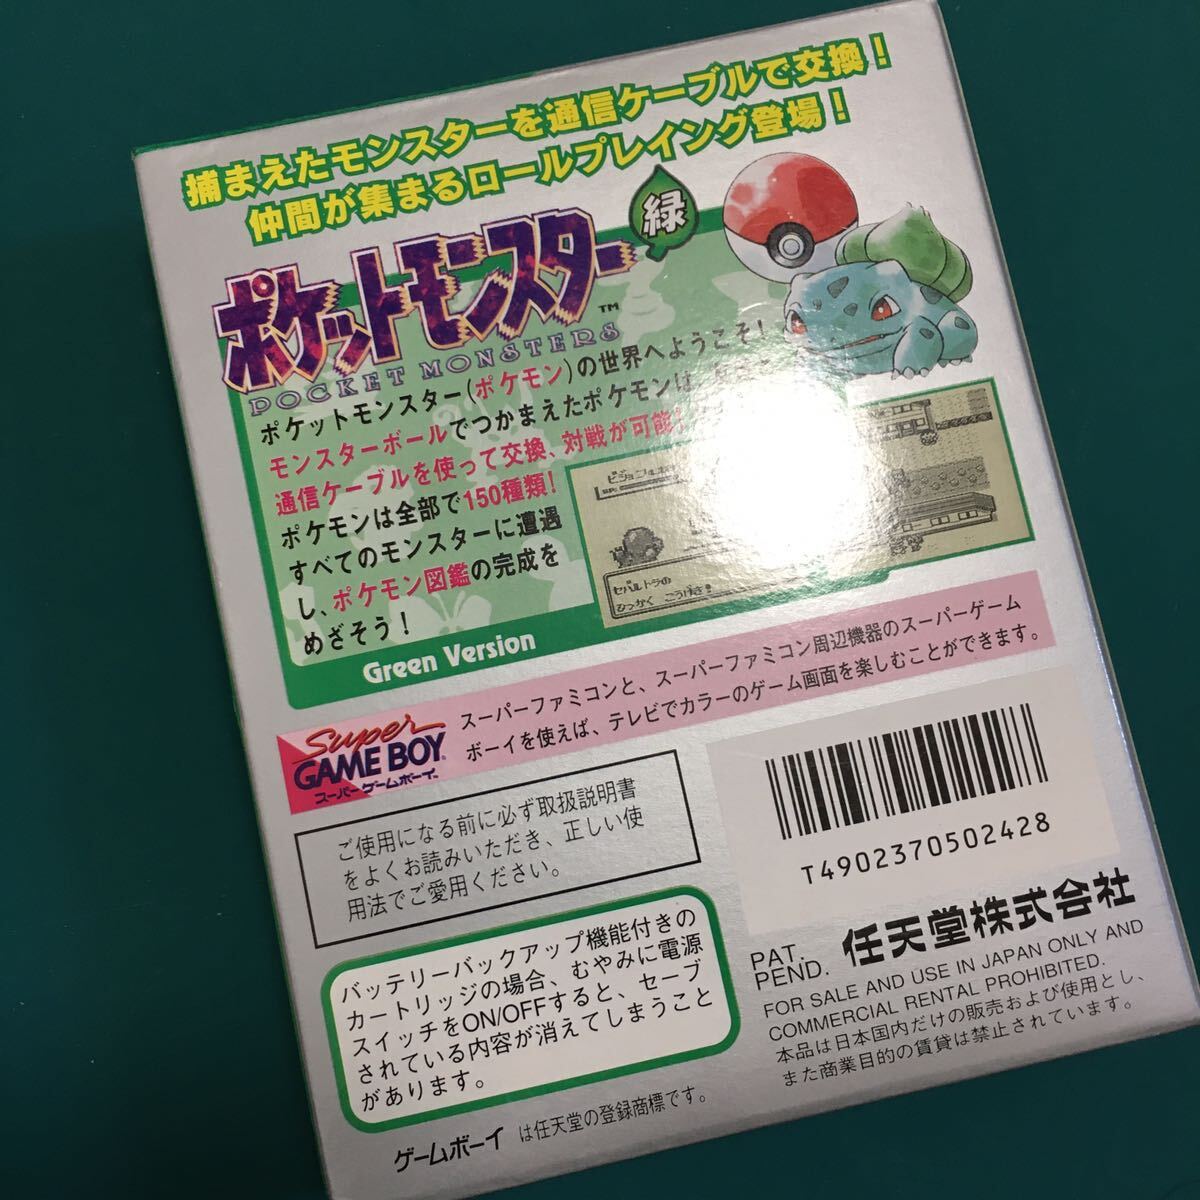 捕まえたモンスターを通信ケーブルで交換！
仲間が集まるロールプレイング登場！
ポケットモンスター 緑
POCKET MONSTERS TM
ポケットモンスター(ポケモン)の世界へようこそ！
モンスターボールでつかまえたポケモンは、
通信ケーブルを使って交換、対戦が可能！
ポケモンは全部で150種類！
すべてのモンスターに遭遇
し、ポケモン図鑑の完成を
めざそう！
Green Version
セバルトラの
ひっかく こうげき！
Super
GAME BOY
スーパーゲームボーイ
スーパーファミコンと、スーパーファミコン周辺機器のスーパーゲーム
ボーイを使えば、テレビでカラーのゲーム画面を楽しむことができます。
ご使用になる前に必ず取扱説明書
をよくお読みいただき、正しい使
用法でご愛用ください。
バッテリーバックアップ機能付きの
カートリッジの場合、むやみに電源
スイッチをON/OFFすると、セーブ
されている内容が消えてしまうこと
があります。
ゲームボーイ は任天堂の登録商標です。
T4902370502428
PAT.
PEND. 任天堂株式会社
FOR SALE AND USE IN JAPAN ONLY AND
COMMERCIAL RENTAL PROHIBITED.
本品は日本国内だけの販売および使用とし、
また商業目的の賃貸は禁止されています。